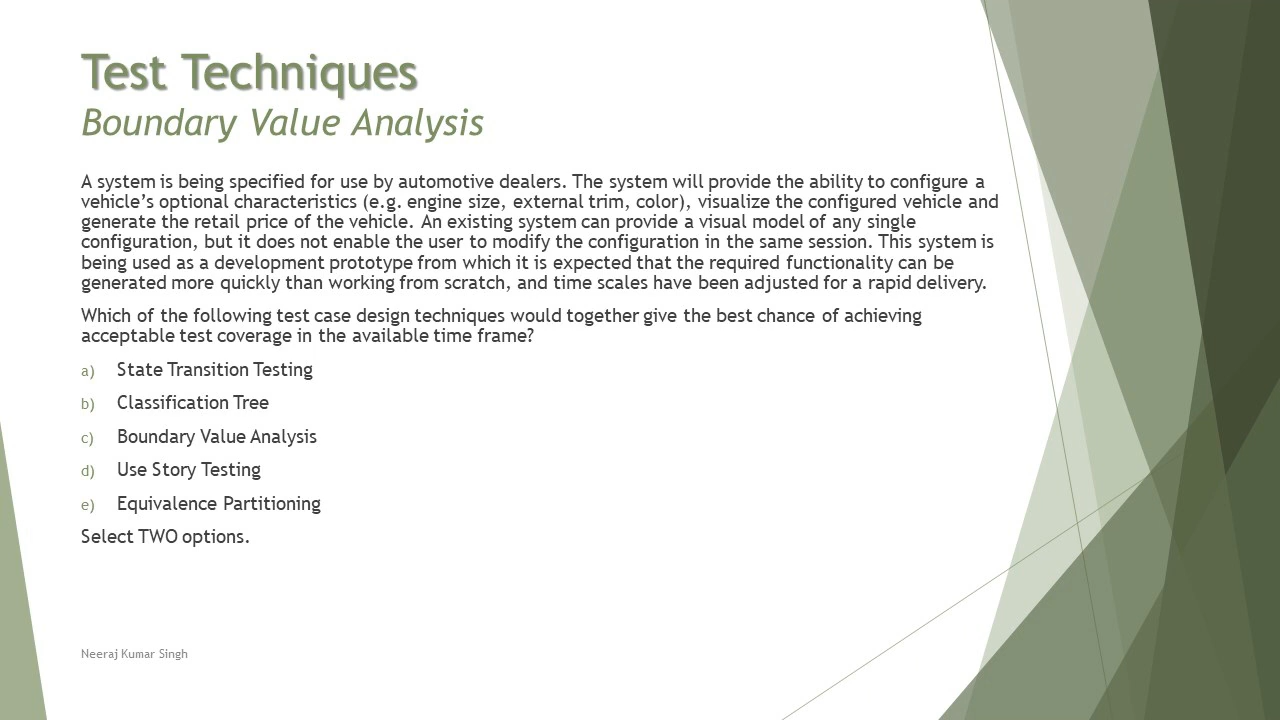 Test Techniques
Boundary Value Analysis
A system is being specified for use by automotive dealers. The system will provide the ability to configure a
vehicle’s optional characteristics (e.g. engine size, external trim, color), visualize the configured vehicle and
generate the retail price of the vehicle. An existing system can provide a visual model of any single
configuration, but it does not enable the user to modify the configuration in the same session. This system is
being used as a development prototype from which it is expected that the required functionality can be
generated more quickly than working from scratch, and time scales have been adjusted for a rapid delivery.
Which of the following test case design techniques would together give the best chance of achieving
acceptable test coverage in the available time frame?
a) State Transition Testing
b) Classification Tree
c) Boundary Value Analysis
d) Use Story Testing
e) Equivalence Partitioning
Select TWO options.
Neeraj Kumar Singh